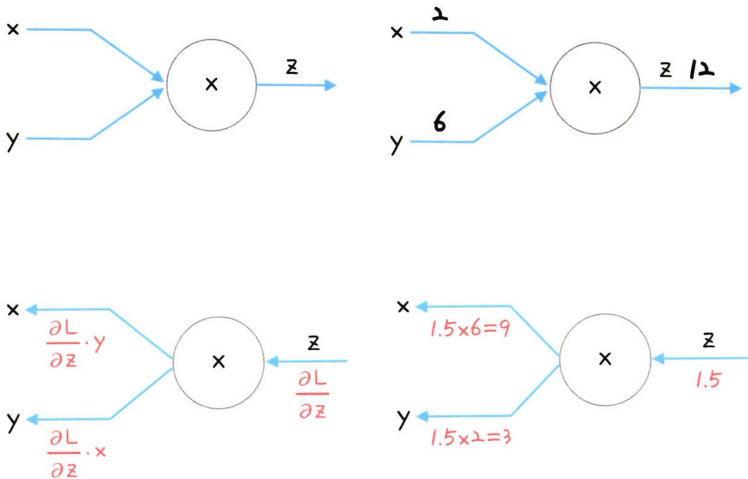 x
y
×
z
x 2
y 6
×
z 12
x
∂L/∂z · y
y
∂L/∂z · x
×
z
∂L/∂z
x
1.5×6=9
y
1.5×2=3
×
z
1.5